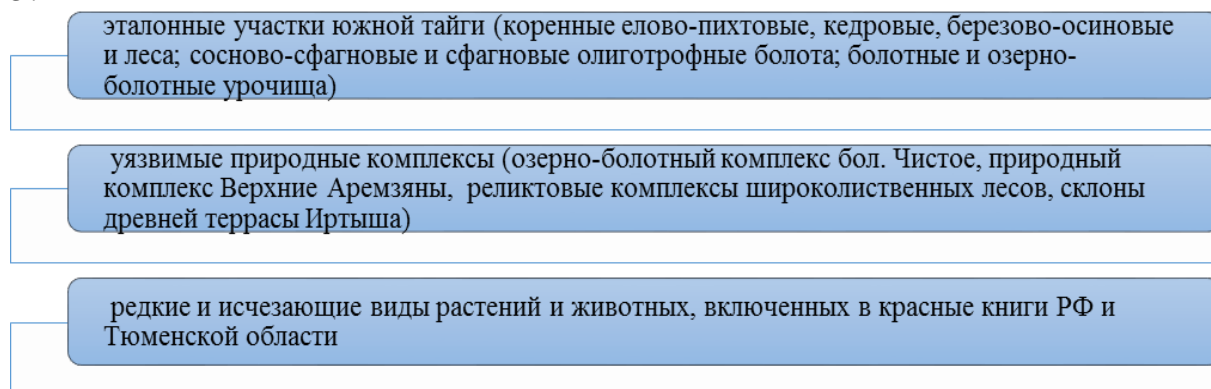 эталонные участки южной тайги (коренные елово-пихтовые, кедровые, березово-осиновые
и леса; сосново-сфагновые и сфагновые олиготрофные болота; болотные и озерно-
болотные урочища)
уязвимые природные комплексы (озерно-болотный комплекс бол. Чистое, природный
комплекс Верхние Аремзяны, реликтовые комплексы широколиственных лесов, склоны
древней террасы Иртыша)
редкие и исчезающие виды растений и животных, включенных в красные книги РФ и
Тюменской области